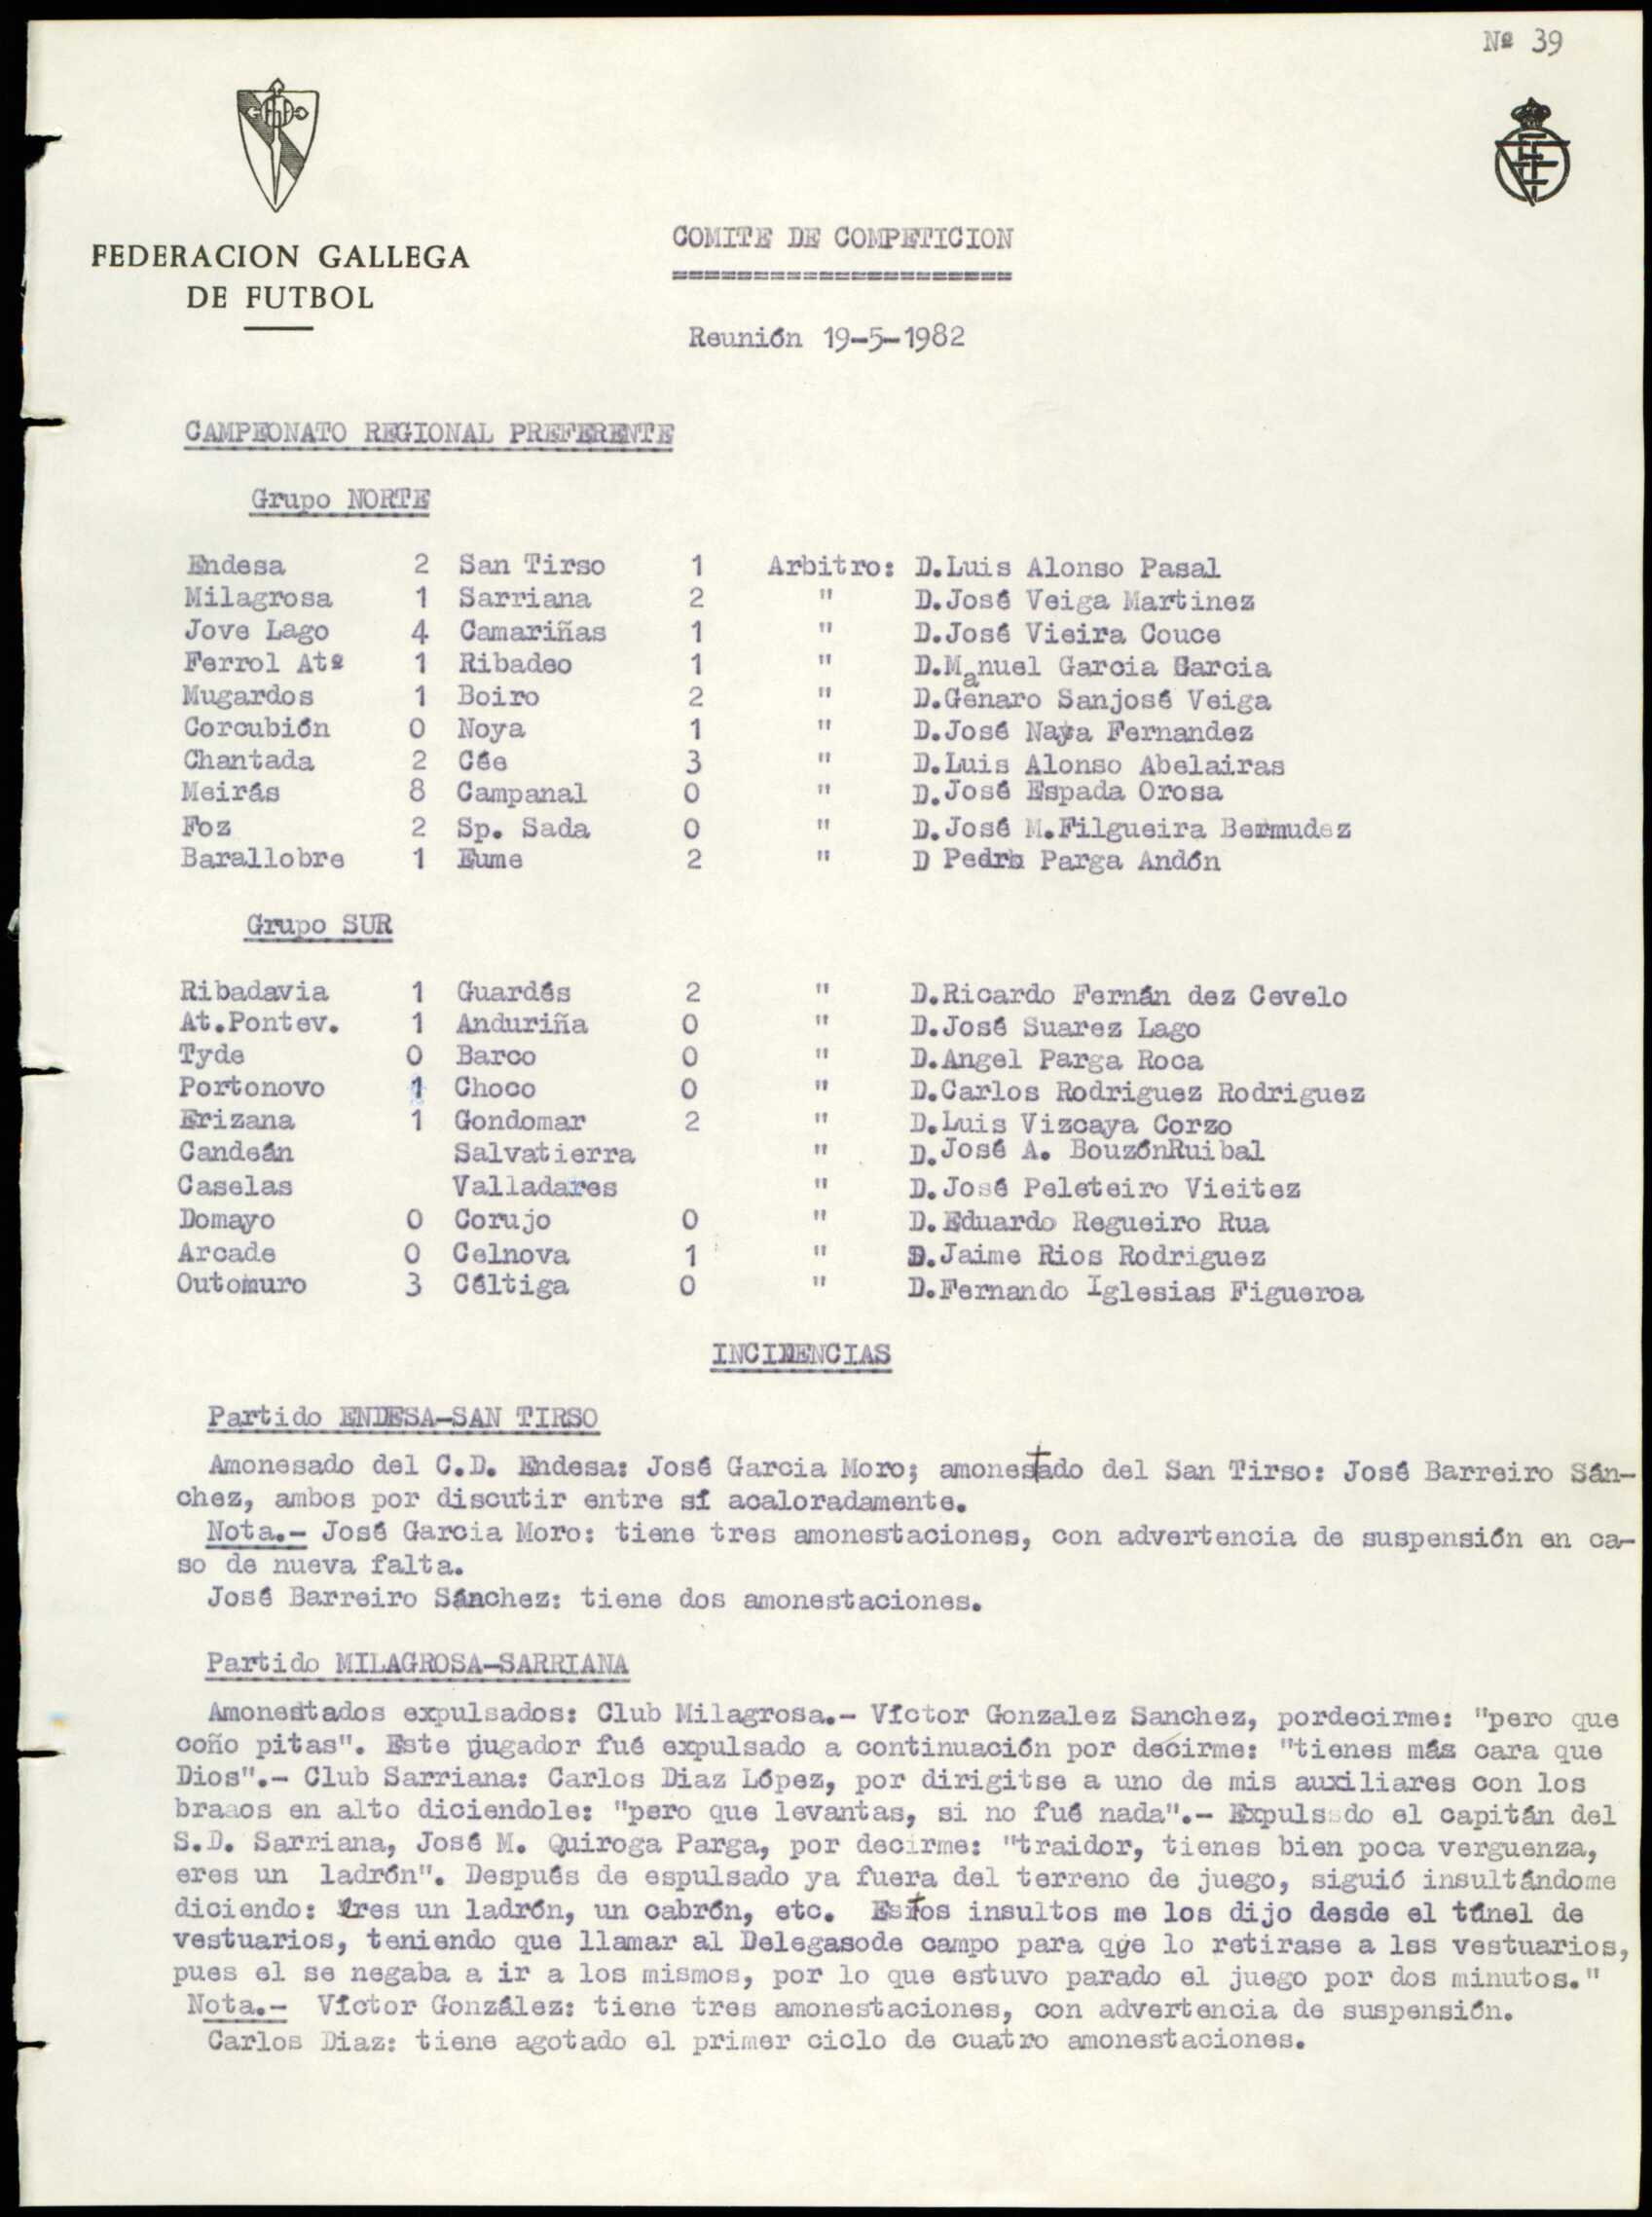 Nº 39
FEDERACION GALLEGA
DE FUTBOL
COMITE DE COMPETICION
=====================
Reunión 19-5-1982
CAMPEONATO REGIONAL PREFERENTE
Grupo NORTE
Endesa 2 San Tirso 1 Arbitro: D.Luis Alonso Pasal
Milagrosa 1 Sarriana 2 " D.José Veiga Martinez
Jove Lago 4 Camariñas 1 " D.José Vieira Couce
Ferrol Atº 1 Ribadeo 1 " D.Manuel Garcia Garcia
Mugardos 1 Boiro 2 " D.Genaro Sanjosé Veiga
Corcubión 0 Noya 1 " D.José Naya Fernandez
Chantada 2 Cée 3 " D.Luis Alonso Abelairas
Meirás 8 Campanal 0 " D.José Espada Orosa
Foz 2 Sp. Sada 0 " D.José M.Filgueira Bermudez
Barallobre 1 Eume 2 " D Pedro Parga Andón
Grupo SUR
Ribadavia 1 Guardés 2 " D.Ricardo Fernán dez Cevelo
At.Pontev. 1 Anduriña 0 " D.José Suarez Lago
Tyde 0 Barco 0 " D.Angel Parga Roca
Portonovo 1 Choco 0 " D.Carlos Rodriguez Rodriguez
Erizana 1 Gondomar 2 " D.Luis Vizcaya Corzo
Candeán Salvatierra " D.José A. BouzónRuibal
Caselas Valladares " D.José Peleteiro Vieitez
Domayo 0 Corujo 0 " D.Eduardo Regueiro Rua
Arcade 0 Celnova 1 " D.Jaime Rios Rodriguez
Outomuro 3 Céltiga 0 " D.Fernando Iglesias Figueroa
INCIDENCIAS
Partido ENDESA-SAN TIRSO
Amonesado del C.D. Endesa: José Garcia Moro; amonestado del San Tirso: José Barreiro Sán-
chez, ambos por discutir entre sí acaloradamente.
Nota.- José Garcia Moro: tiene tres amonestaciones, con advertencia de suspensión en ca-
so de nueva falta.
José Barreiro Sánchez: tiene dos amonestaciones.
Partido MILAGROSA-SARRIANA
Amonestados expulsados: Club Milagrosa.- Víctor Gonzalez Sanchez, pordecirme: "pero que
coño pitas". Este jugador fué expulsado a continuación por decirme: "tienes más cara que
Dios".- Club Sarriana: Carlos Diaz López, por dirigitse a uno de mis auxiliares con los
braaos en alto diciendole: "pero que levantas, si no fué nada".- Expulsado el capitán del
S.D. Sarriana, José M. Quiroga Parga, por decirme: "traidor, tienes bien poca verguenza,
eres un ladrón". Después de espulsado ya fuera del terreno de juego, siguió insultándome
diciendo: Eres un ladrón, un cabrón, etc. Estos insultos me los dijo desde el túnel de
vestuarios, teniendo que llamar al Delegasode campo para que lo retirase a lss vestuarios,
pues el se negaba a ir a los mismos, por lo que estuvo parado el juego por dos minutos."
Nota.- Víctor González: tiene tres amonestaciones, con advertencia de suspensión.
Carlos Diaz: tiene agotado el primer ciclo de cuatro amonestaciones.